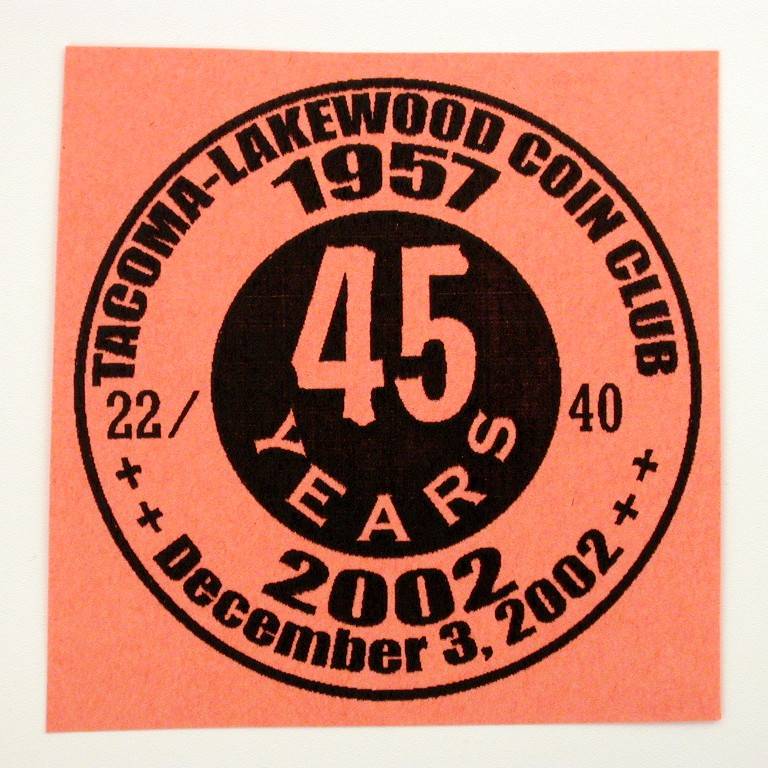 TACOMA-LAKEWOOD COIN CLUB
1957
45
YEARS
22/ 40
2002
++ December 3, 2002 ++